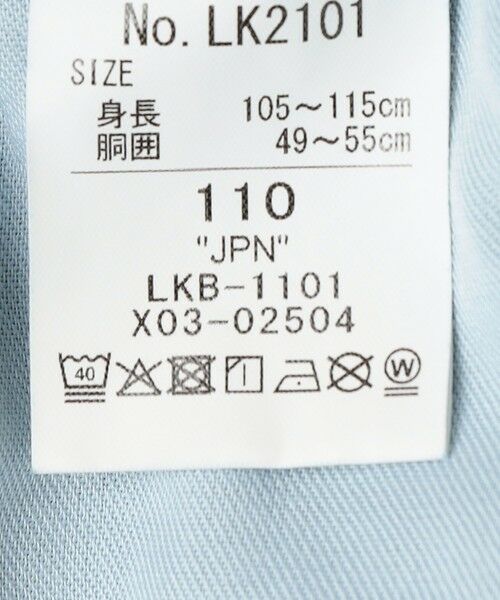 No. LK2101
SIZE
身長 105～115cm
胴囲 49～55cm
110
"JPN"
LKB-1101
X03-02504
40 W